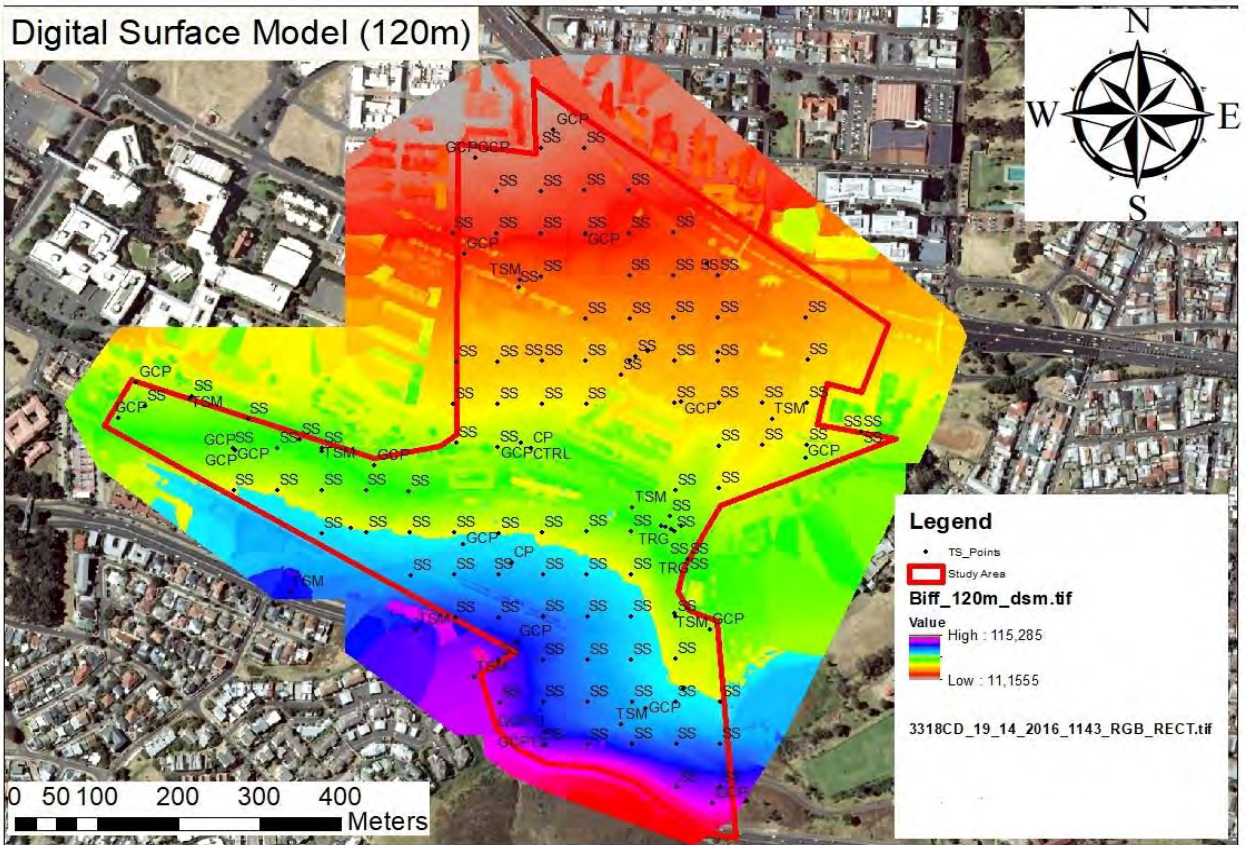 Digital Surface Model (120m)
N
W E
S
GCP
SS SS
GCP GCP
SS SS SS SS
SS SS SS SS SS SS
GCP GCP
SS SS SS
TSM SS SS
SS SS SS SS
SS SS SS SS SS SS SS SS
SS
GCP
SS
SS TSM
GCP
SS SS SS SS SS SS SS SS
GCP TSM
SS
SS SS
SS SS
GCP SS SS SS SS SS CP SS SS SS
GCP GCP GCP GCP CTRL GCP
SS SS SS SS SS SS SS
TSM SS
SS SS SS SS SS SS SS SS SS
TRG
GCP CP SS SS
SS SS SS SS SS SS TRG SS
TSM
SS SS SS SS SS SS GCP
TSM TSM
GCP
SS SS SS SS SS
TSM
SS SS SS SS SS
GCP
TSM
SS SS SS SS SS
SS SS
GCP
0 50 100 200 300 400
Meters
Legend
TS_Points
Study Area
Biff_120m_dsm.tif
Value
High : 115,285
Low : 11,1555
3318CD_19_14_2016_1143_RGB_RECT.tif